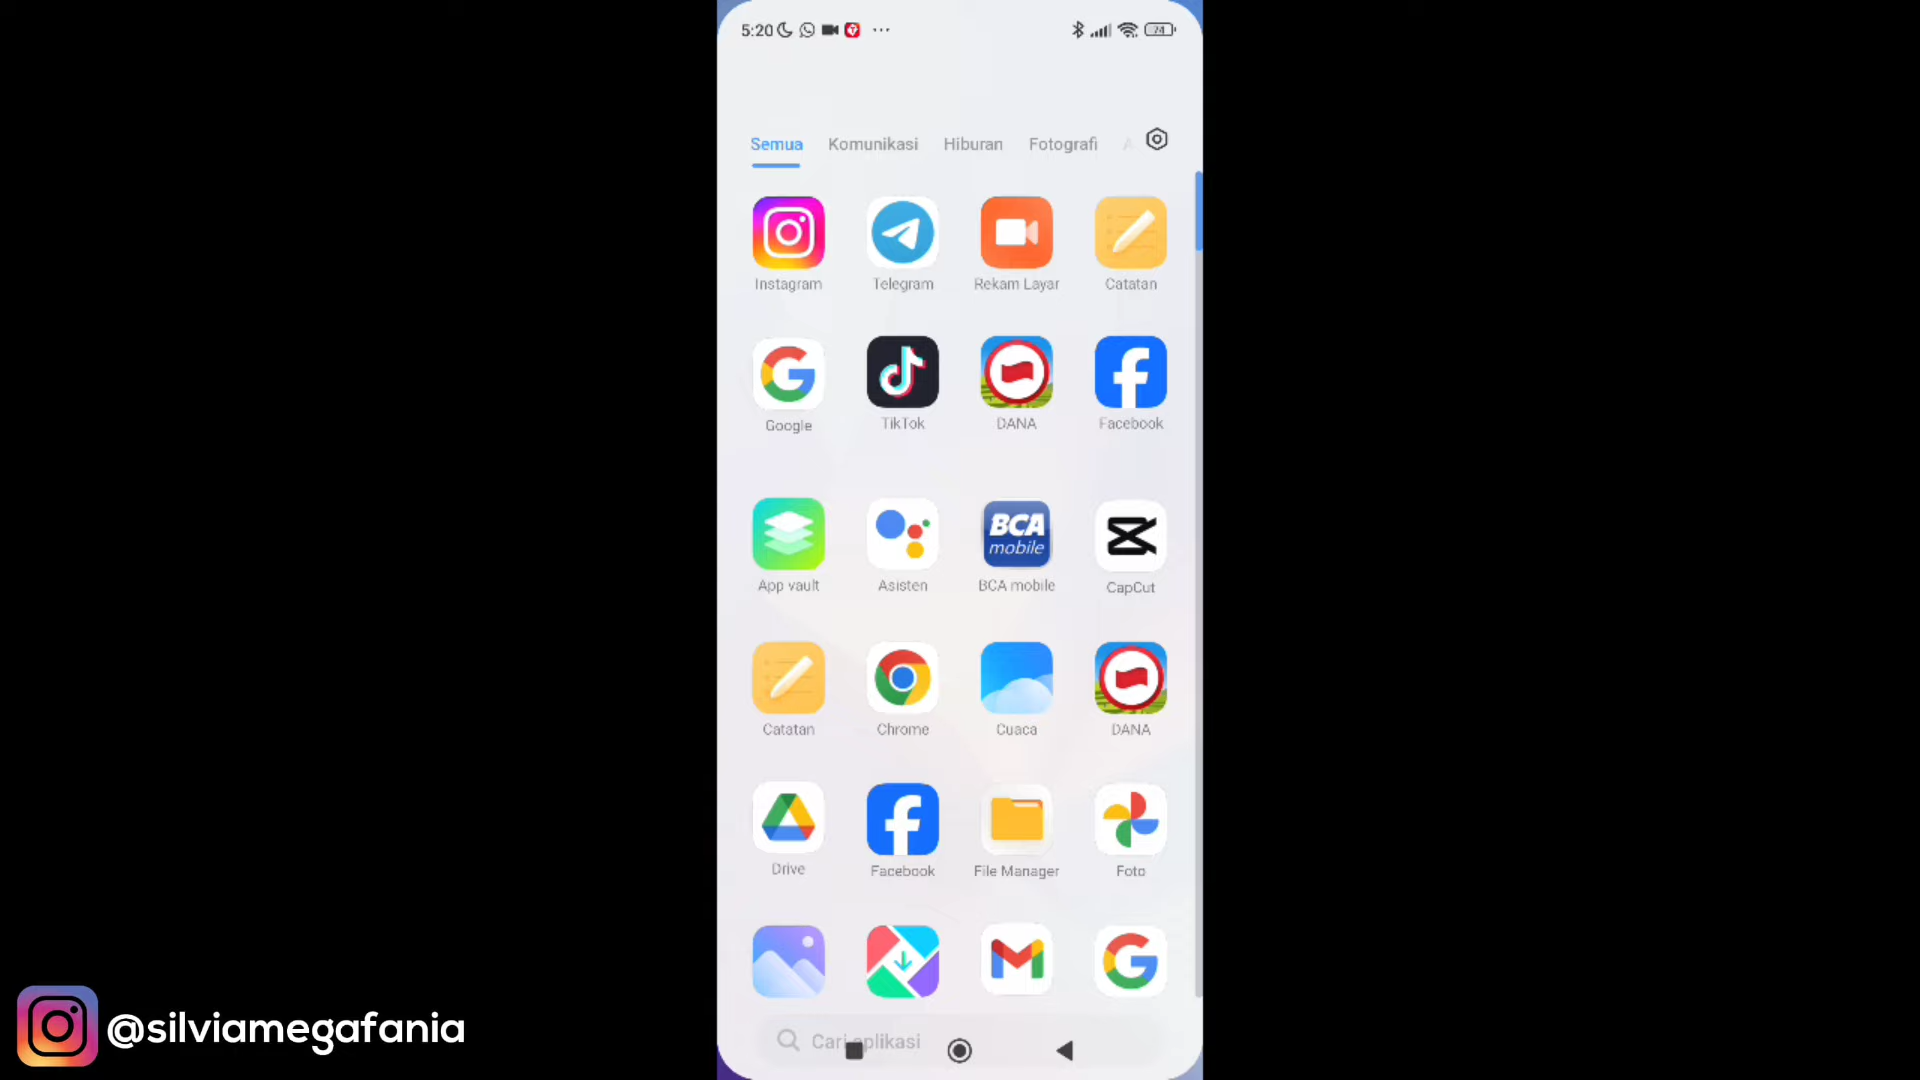 5:20
74
Semua Komunikasi Hiburan Fotografi A
Instagram Telegram Rekam Layar Catatan
Google TikTok DANA Facebook
BCA
mobile
App vault Asisten BCA mobile CapCut
Catatan Chrome Cuaca DANA
Drive Facebook File Manager Foto
Cari aplikasi
@silviamegafania